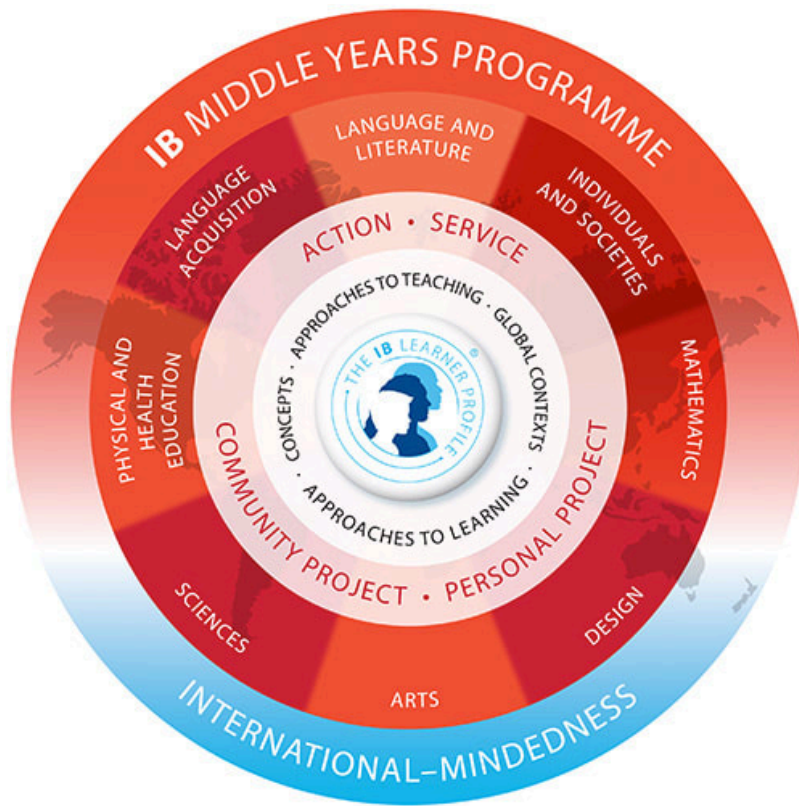 IB MIDDLE YEARS PROGRAMME
LANGUAGE AND
LITERATURE
INDIVIDUALS
AND SOCIETIES
MATHEMATICS
DESIGN
ARTS
SCIENCES
PHYSICAL AND
HEALTH
EDUCATION
LANGUAGE
ACQUISITION
ACTION · SERVICE
COMMUNITY PROJECT · PERSONAL PROJECT
· CONCEPTS · APPROACHES TO TEACHING · GLOBAL CONTEXTS ·
APPROACHES TO LEARNING
· THE IB LEARNER PROFILE · ®
INTERNATIONAL–MINDEDNESS